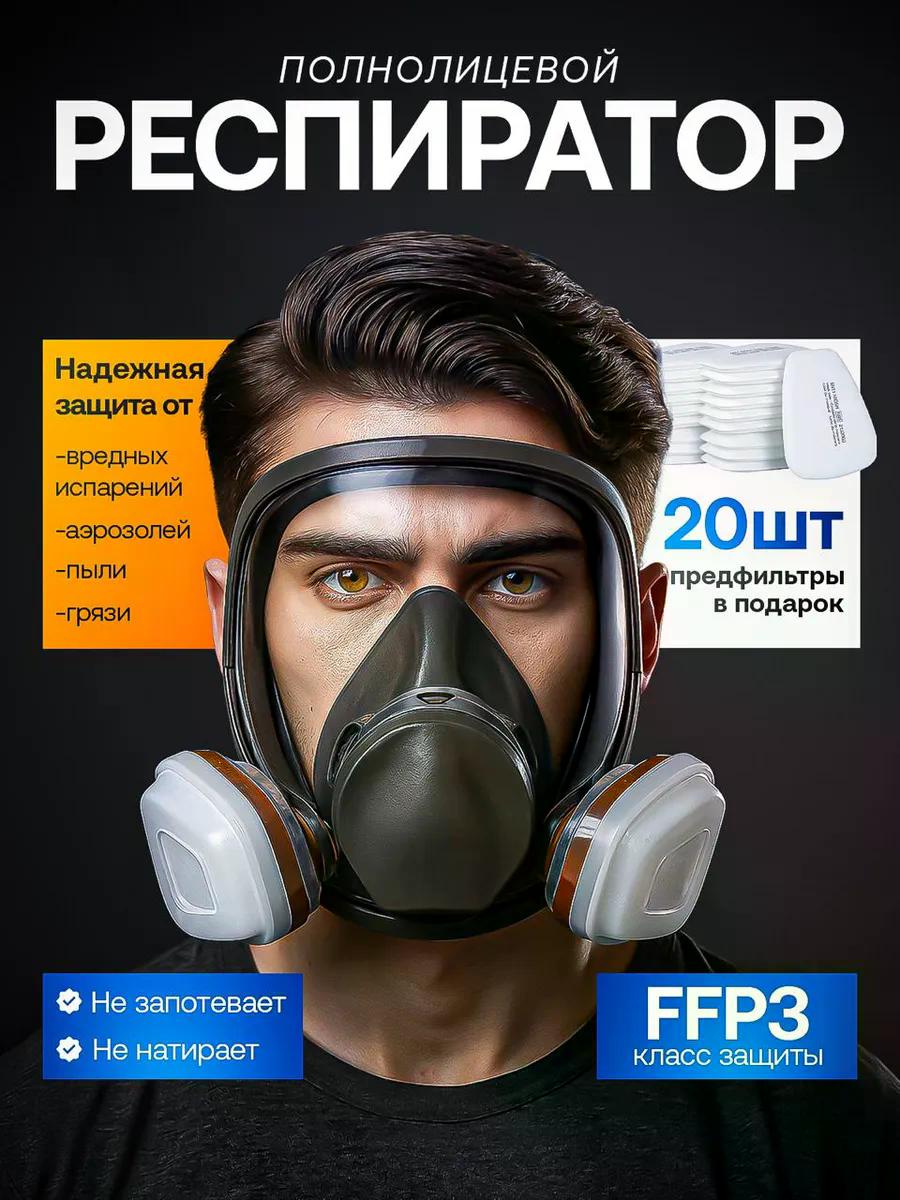 ПОЛНОЛИЦЕВОЙ
РЕСПИРАТОР
Надежная
защита от
-вредных
испарений
-аэрозолей
-пыли
-грязи
20шт
предфильтры
в подарок
Не запотевает
Не натирает
FFP3
класс защиты